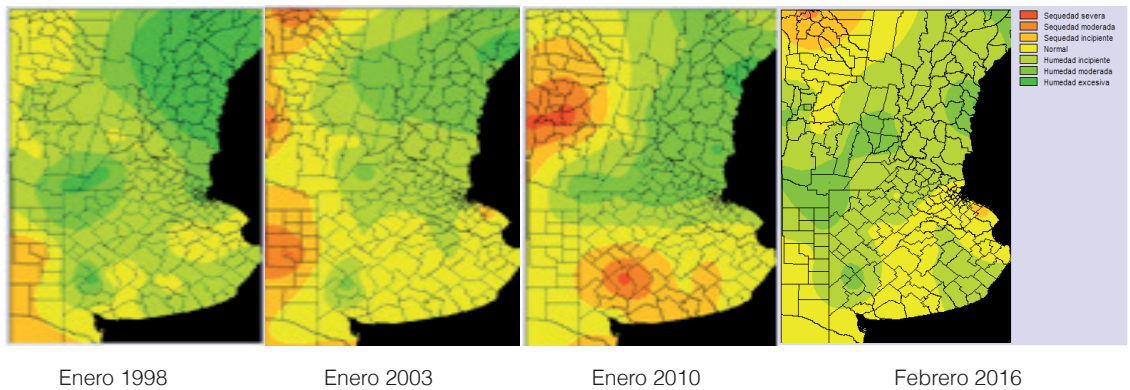 Sequedad severa
Sequedad moderada
Sequedad incipiente
Normal
Humedad incipiente
Humedad moderada
Humedad excesiva
Enero 1998
Enero 2003
Enero 2010
Febrero 2016